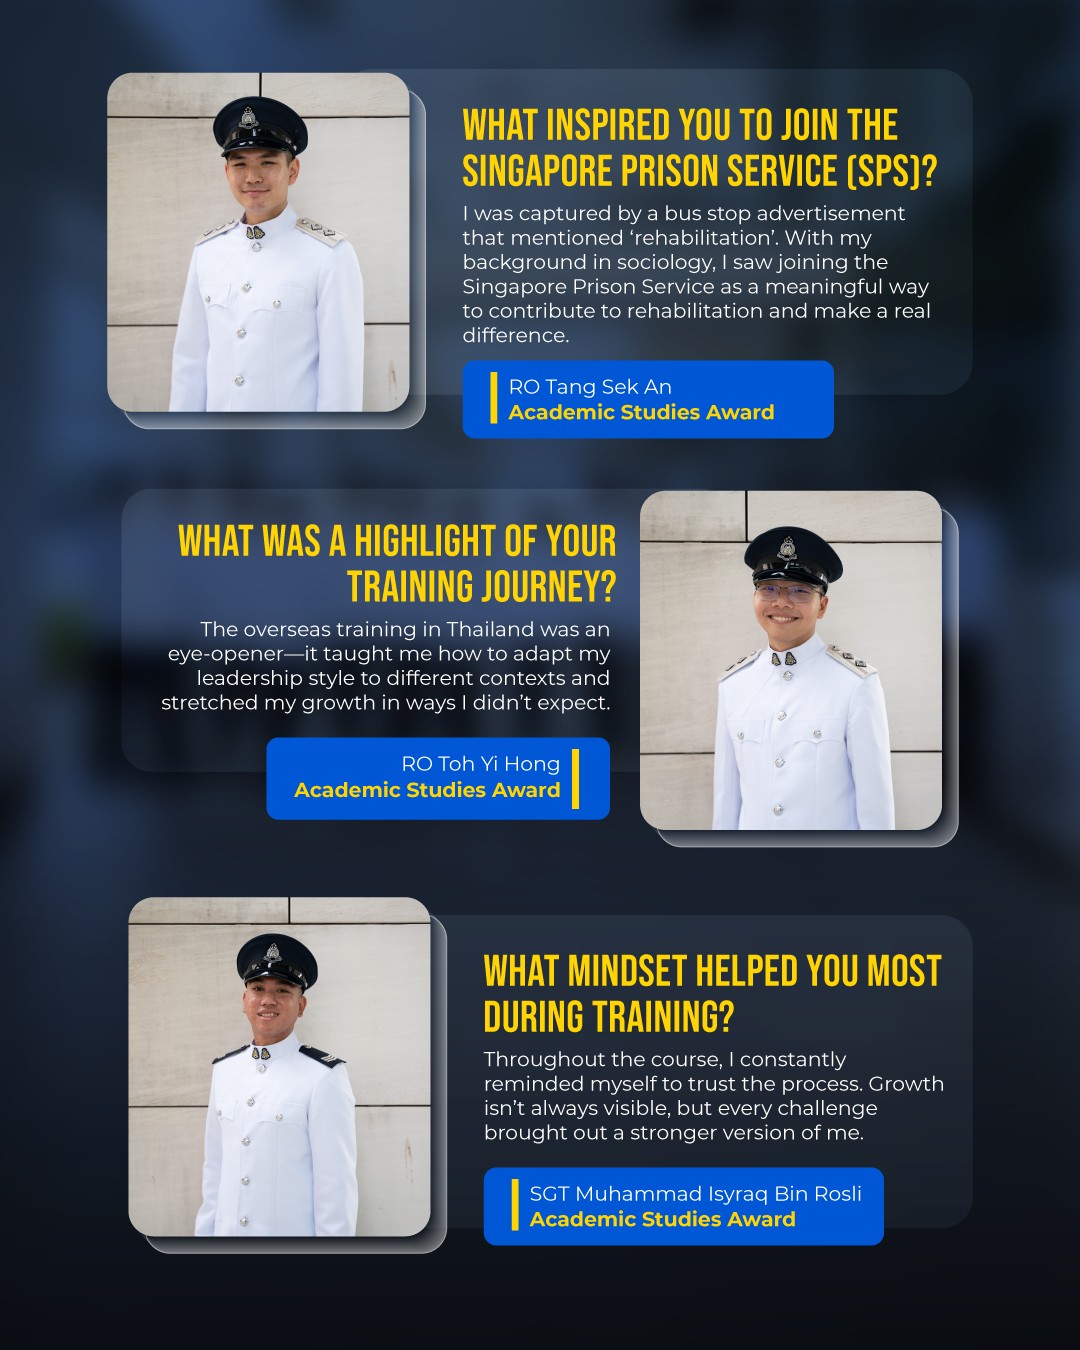 WHAT INSPIRED YOU TO JOIN THE
SINGAPORE PRISON SERVICE (SPS)?
I was captured by a bus stop advertisement
that mentioned ‘rehabilitation’. With my
background in sociology, I saw joining the
Singapore Prison Service as a meaningful way
to contribute to rehabilitation and make a real
difference.
RO Tang Sek An
Academic Studies Award
WHAT WAS A HIGHLIGHT OF YOUR
TRAINING JOURNEY?
The overseas training in Thailand was an
eye-opener—it taught me how to adapt my
leadership style to different contexts and
stretched my growth in ways I didn’t expect.
RO Toh Yi Hong
Academic Studies Award
WHAT MINDSET HELPED YOU MOST
DURING TRAINING?
Throughout the course, I constantly
reminded myself to trust the process. Growth
isn’t always visible, but every challenge
brought out a stronger version of me.
SGT Muhammad Isyraq Bin Rosli
Academic Studies Award